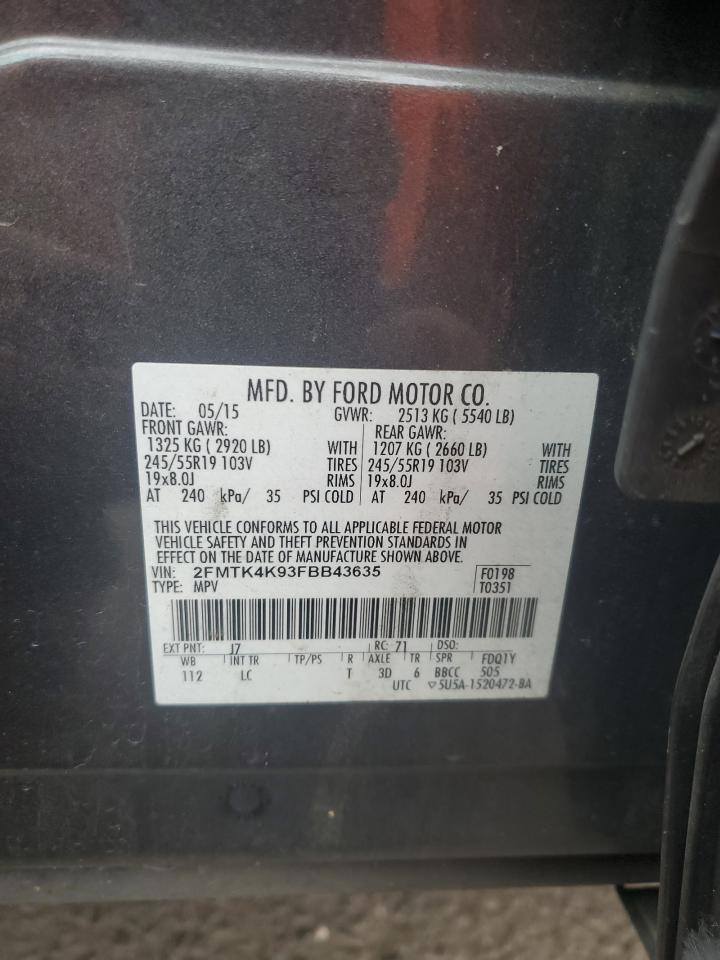 MFD. BY FORD MOTOR CO.
DATE: 05/15 GVWR: 2513 KG ( 5540 LB)
FRONT GAWR: REAR GAWR:
1325 KG ( 2920 LB) WITH 1207 KG ( 2660 LB) WITH
245/55R19 103V TIRES 245/55R19 103V TIRES
19x8.0J RIMS 19x8.0J RIMS
AT 240 kPa/ 35 PSI COLD AT 240 kPa/ 35 PSI COLD
THIS VEHICLE CONFORMS TO ALL APPLICABLE FEDERAL MOTOR
VEHICLE SAFETY AND THEFT PREVENTION STANDARDS IN
EFFECT ON THE DATE OF MANUFACTURE SHOWN ABOVE.
VIN: 2FMTK4K93FBB43635 F0198
TYPE: MPV T0351
EXT PNT: J7 RC: 71 DSO:
WB INT TR TP/PS R AXLE TR SPR FDQ1Y
112 LC T 3D 6 BBCC 505
UTC ▽5U5A-1520472-BA